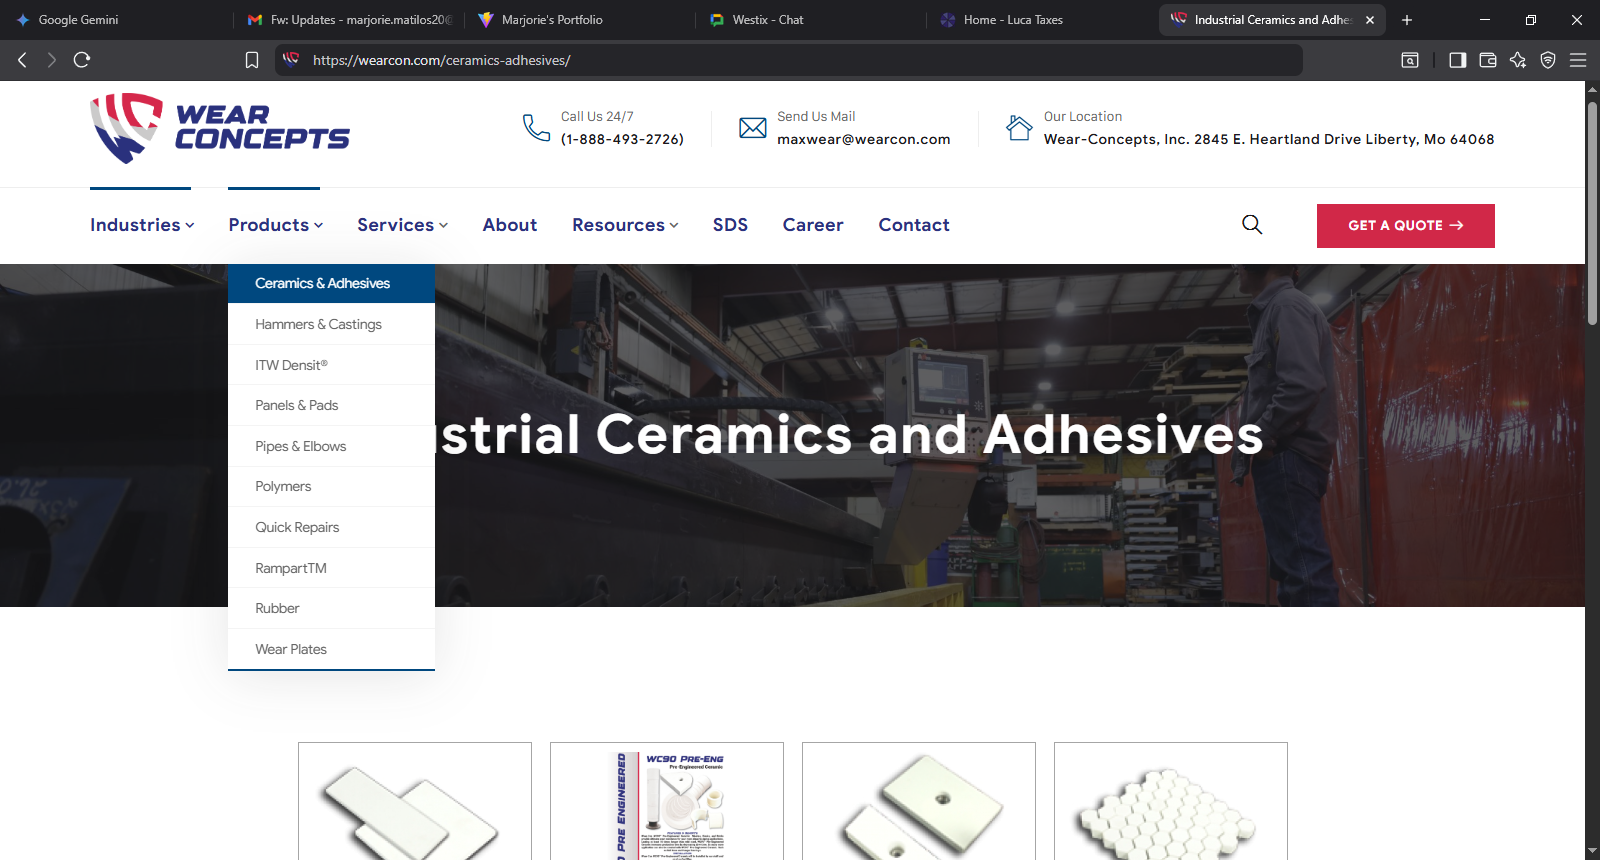 Google Gemini
Fw: Updates - marjorie.matilos20@
Marjorie's Portfolio
Westix - Chat
Home - Luca Taxes
Industrial Ceramics and Adhes
https://wearcon.com/ceramics-adhesives/
WEAR
CONCEPTS
Call Us 24/7
(1-888-493-2726)
Send Us Mail
maxwear@wearcon.com
Our Location
Wear-Concepts, Inc. 2845 E. Heartland Drive Liberty, Mo 64068
Industries
Products
Services
About
Resources
SDS
Career
Contact
GET A QUOTE
Ceramics & Adhesives
Hammers & Castings
ITW Densit®
Panels & Pads
Pipes & Elbows
Polymers
Quick Repairs
RampartTM
Rubber
Wear Plates
ustrial Ceramics and Adhesives
WC90 PRE-ENG
Pre-Engineered Ceramic
90 PRE ENGINEERED